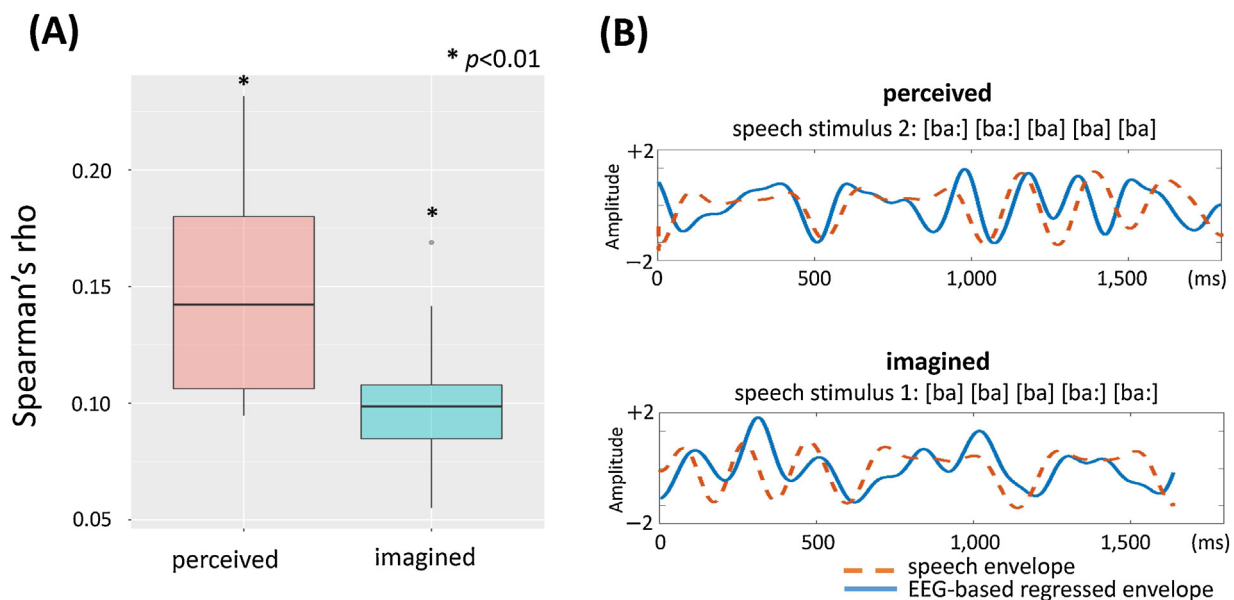 (A)
* p<0.01
*
*
Spearman's rho
0.20
0.15
0.10
0.05
perceived
imagined
(B)
perceived
speech stimulus 2: [ba:] [ba:] [ba] [ba] [ba]
Amplitude
+2
−2
0
500
1,000
1,500
(ms)
imagined
speech stimulus 1: [ba] [ba] [ba] [ba:] [ba:]
Amplitude
+2
−2
0
500
1,000
1,500
(ms)
speech envelope
EEG-based regressed envelope